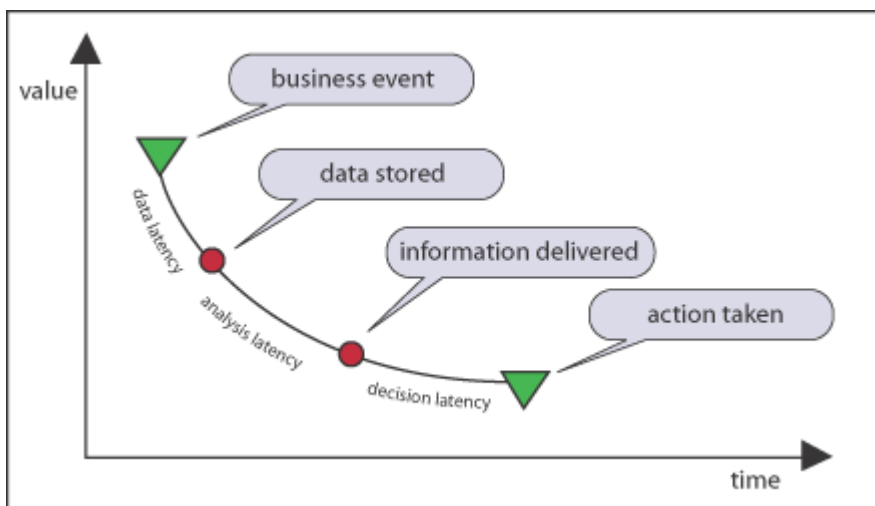 value
business event
data stored
data latency
information delivered
analysis latency
action taken
decision latency
time